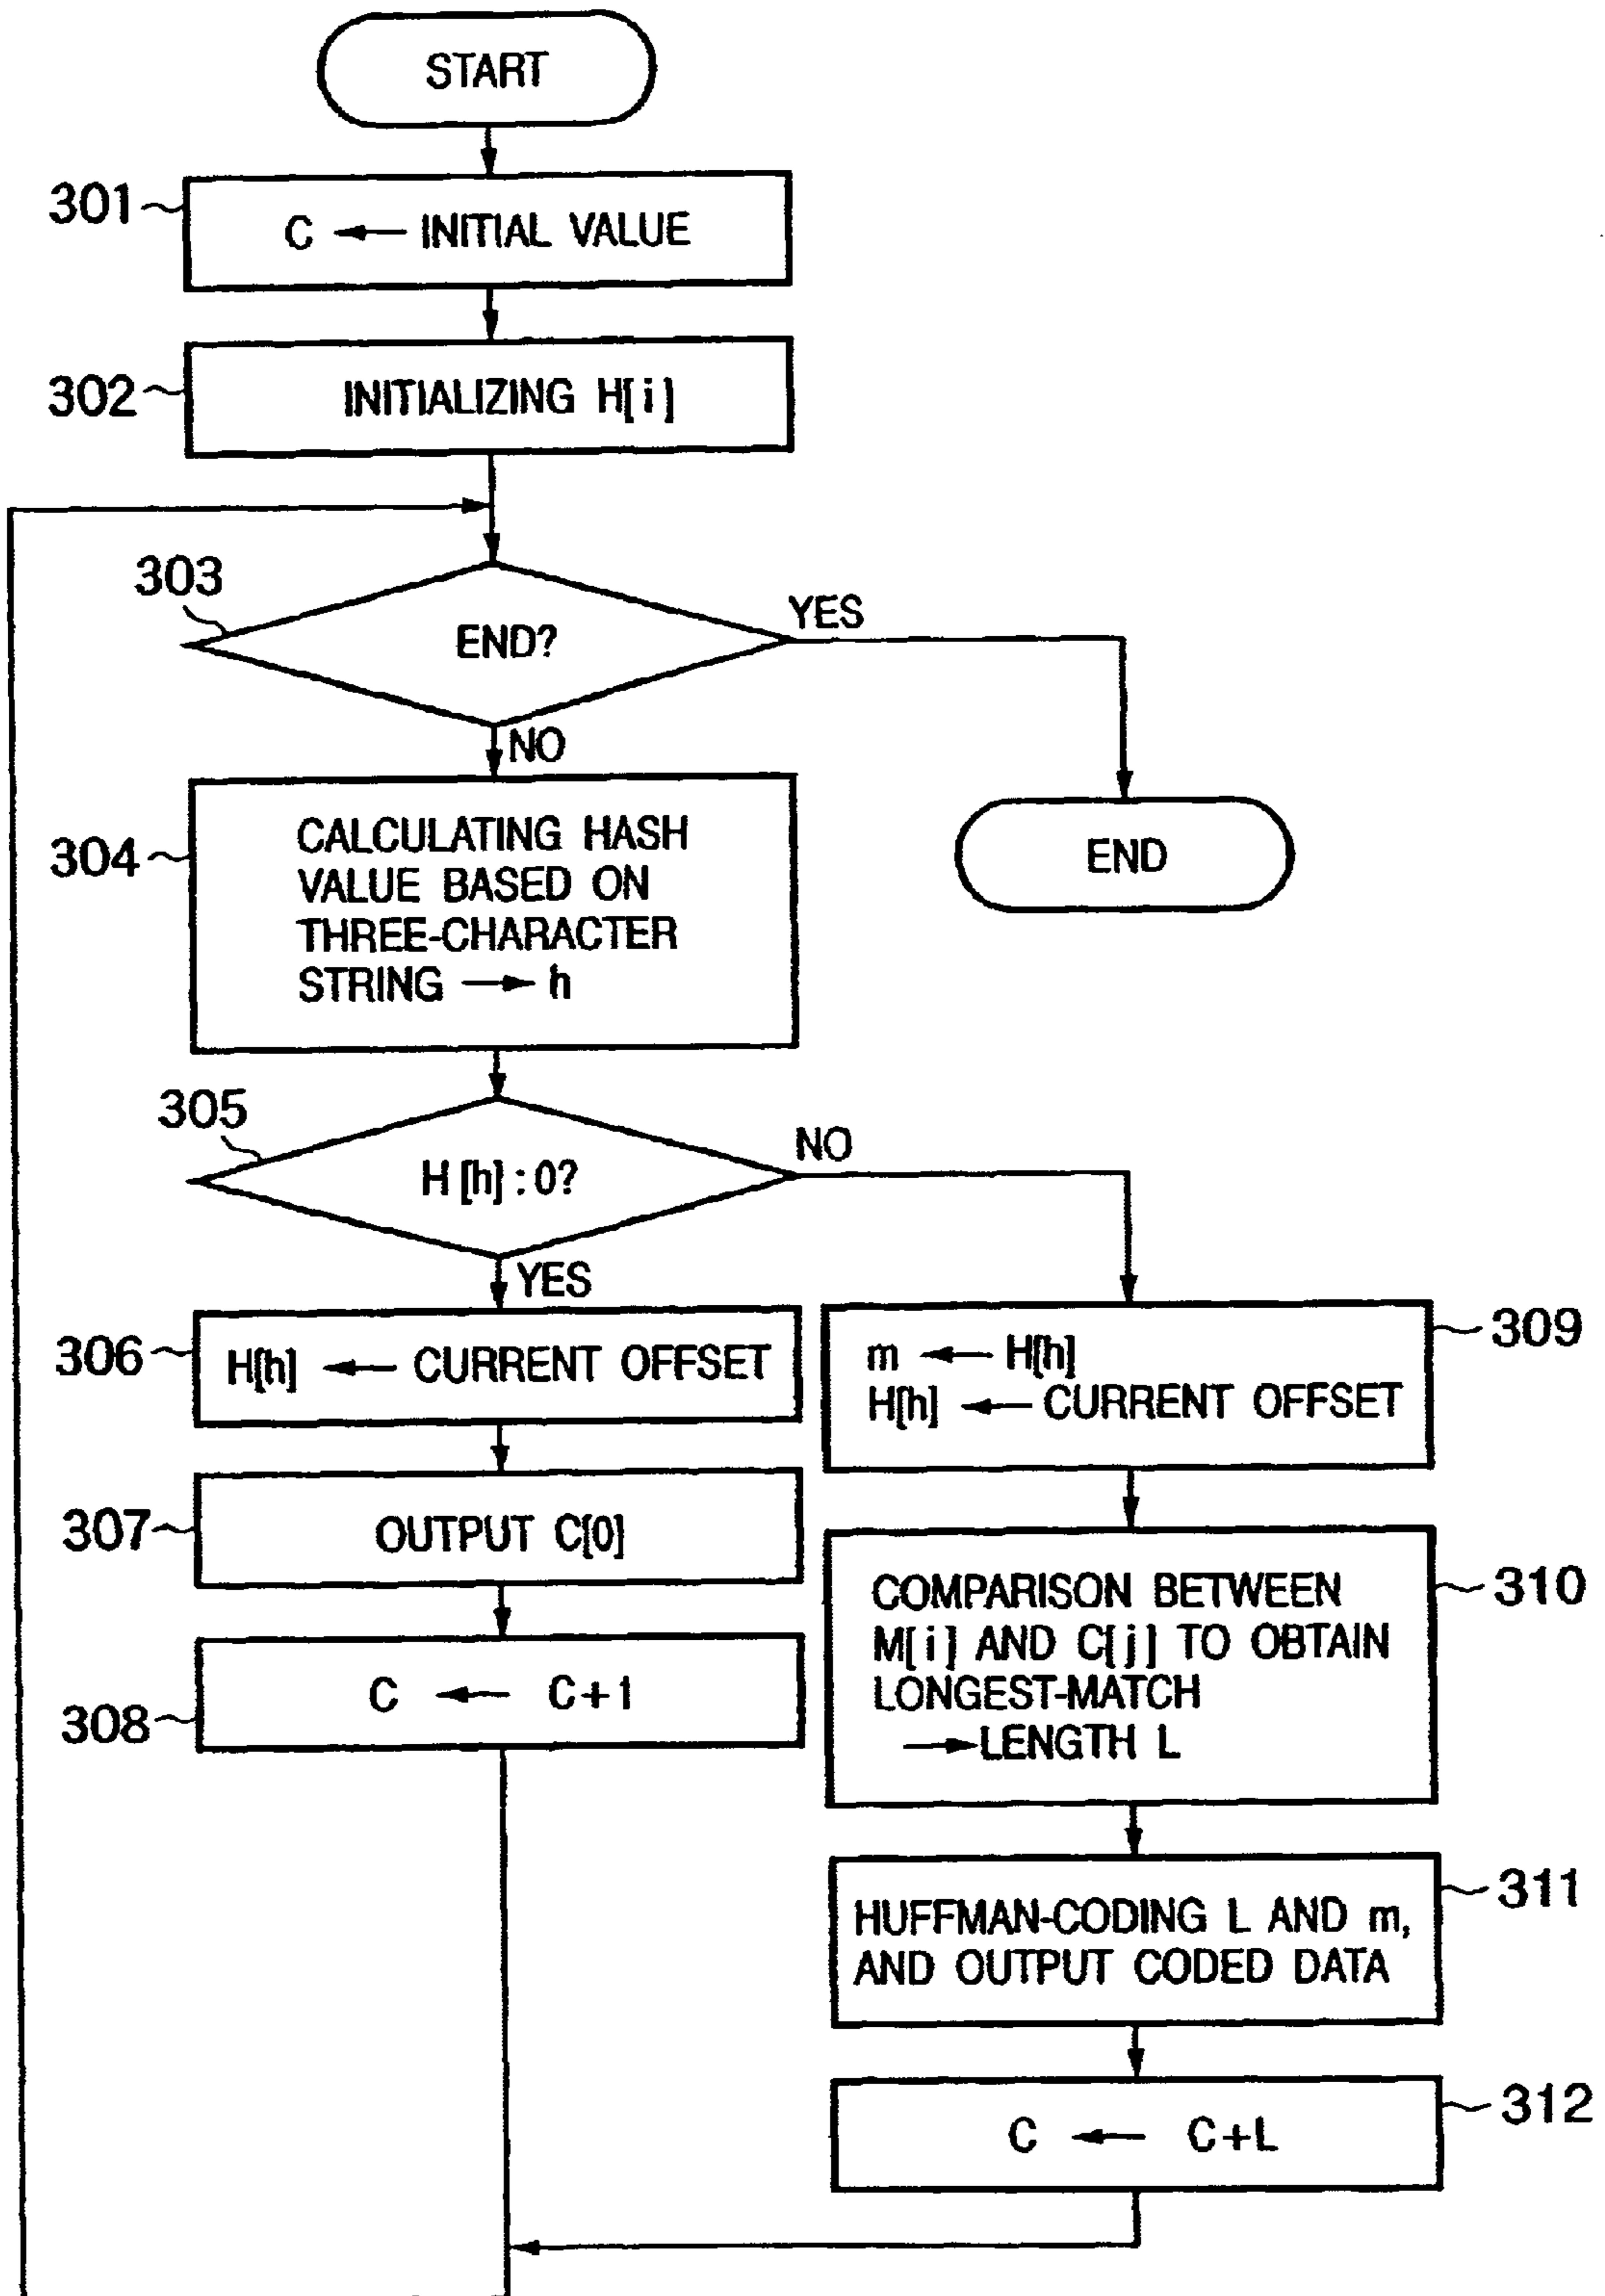 START
301
C ← INITIAL VALUE
302
INITIALIZING H[i]
303
END?
YES
NO
304
CALCULATING HASH
VALUE BASED ON
THREE-CHARACTER
STRING → h
END
305
H[h]:0?
NO
YES
306
H[h] ← CURRENT OFFSET
307
OUTPUT C[0]
308
C ← C+1
309
m ← H[h]
H[h] ← CURRENT OFFSET
310
COMPARISON BETWEEN
M[i] AND C[j] TO OBTAIN
LONGEST-MATCH
→LENGTH L
311
HUFFMAN-CODING L AND m,
AND OUTPUT CODED DATA
312
C ← C+L